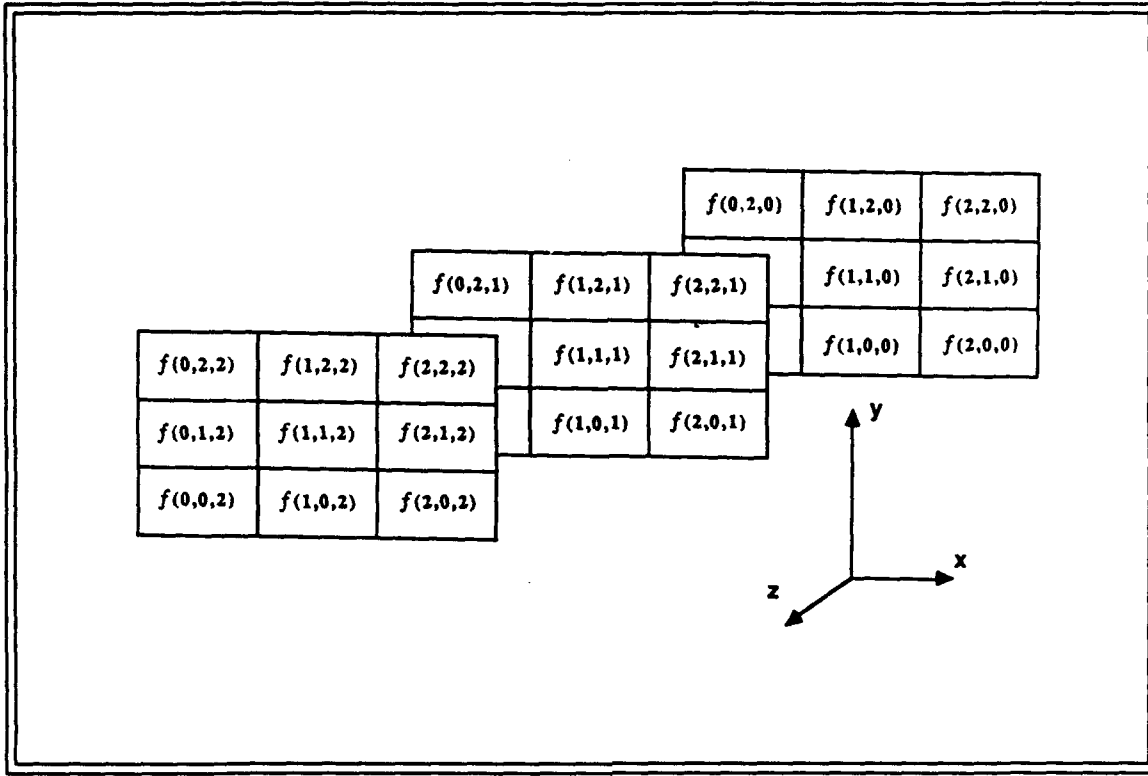 f(0,2,0) f(1,2,0) f(2,2,0)
f(1,1,0) f(2,1,0)
f(1,0,0) f(2,0,0)
f(0,2,1) f(1,2,1) f(2,2,1)
f(1,1,1) f(2,1,1)
f(1,0,1) f(2,0,1)
f(0,2,2) f(1,2,2) f(2,2,2)
f(0,1,2) f(1,1,2) f(2,1,2)
f(0,0,2) f(1,0,2) f(2,0,2)
y
x
z